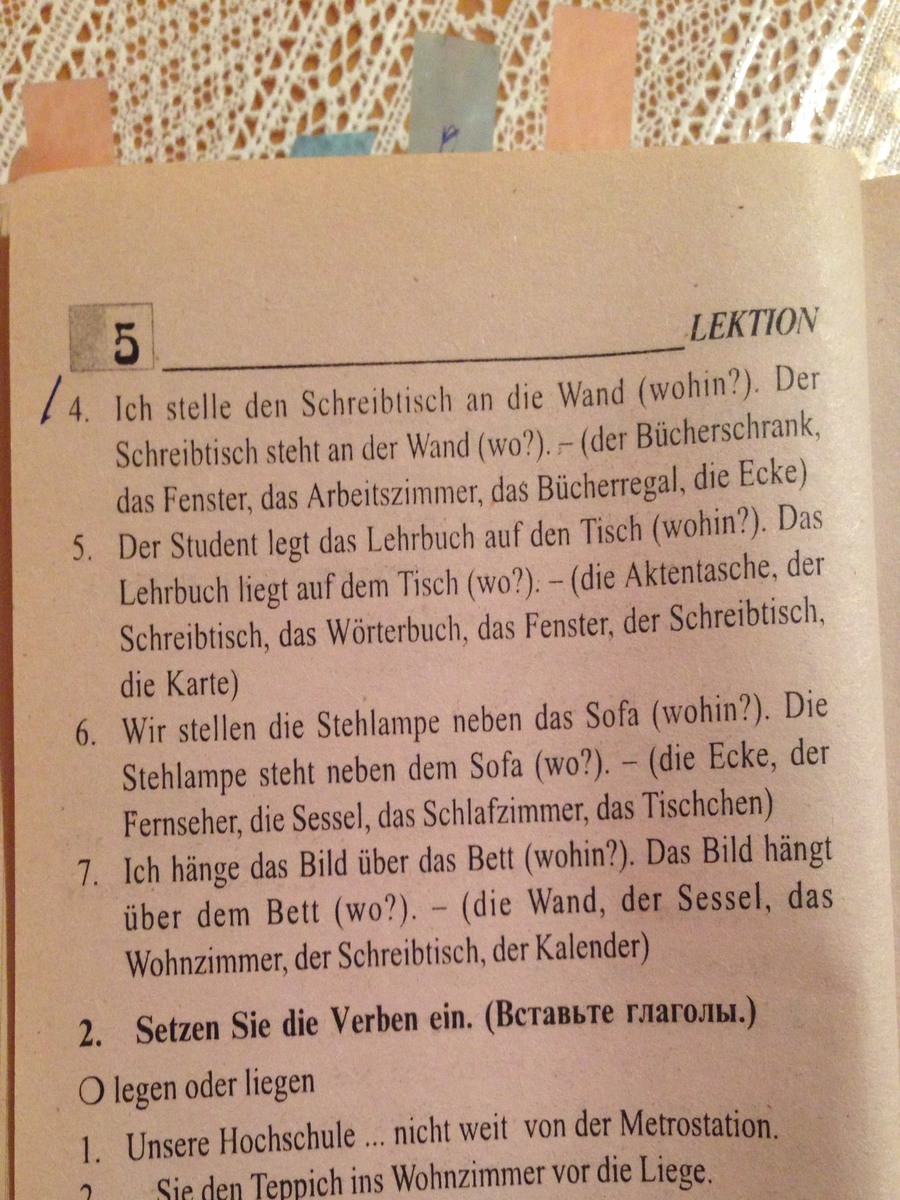 5
LEKTION
4. Ich stelle den Schreibtisch an die Wand (wohin?). Der
Schreibtisch steht an der Wand (wo?). – (der Bücherschrank,
das Fenster, das Arbeitszimmer, das Bücherregal, die Ecke)
5. Der Student legt das Lehrbuch auf den Tisch (wohin?). Das
Lehrbuch liegt auf dem Tisch (wo?). – (die Aktentasche, der
Schreibtisch, das Wörterbuch, das Fenster, der Schreibtisch,
die Karte)
6. Wir stellen die Stehlampe neben das Sofa (wohin?). Die
Stehlampe steht neben dem Sofa (wo?). – (die Ecke, der
Fernseher, die Sessel, das Schlafzimmer, das Tischchen)
7. Ich hänge das Bild über das Bett (wohin?). Das Bild hängt
über dem Bett (wo?). – (die Wand, der Sessel, das
Wohnzimmer, der Schreibtisch, der Kalender)
2. Setzen Sie die Verben ein. (Вставьте глаголы.)
legen oder liegen
1. Unsere Hochschule ... nicht weit von der Metrostation.
2. ... Sie den Teppich ins Wohnzimmer vor die Liege.